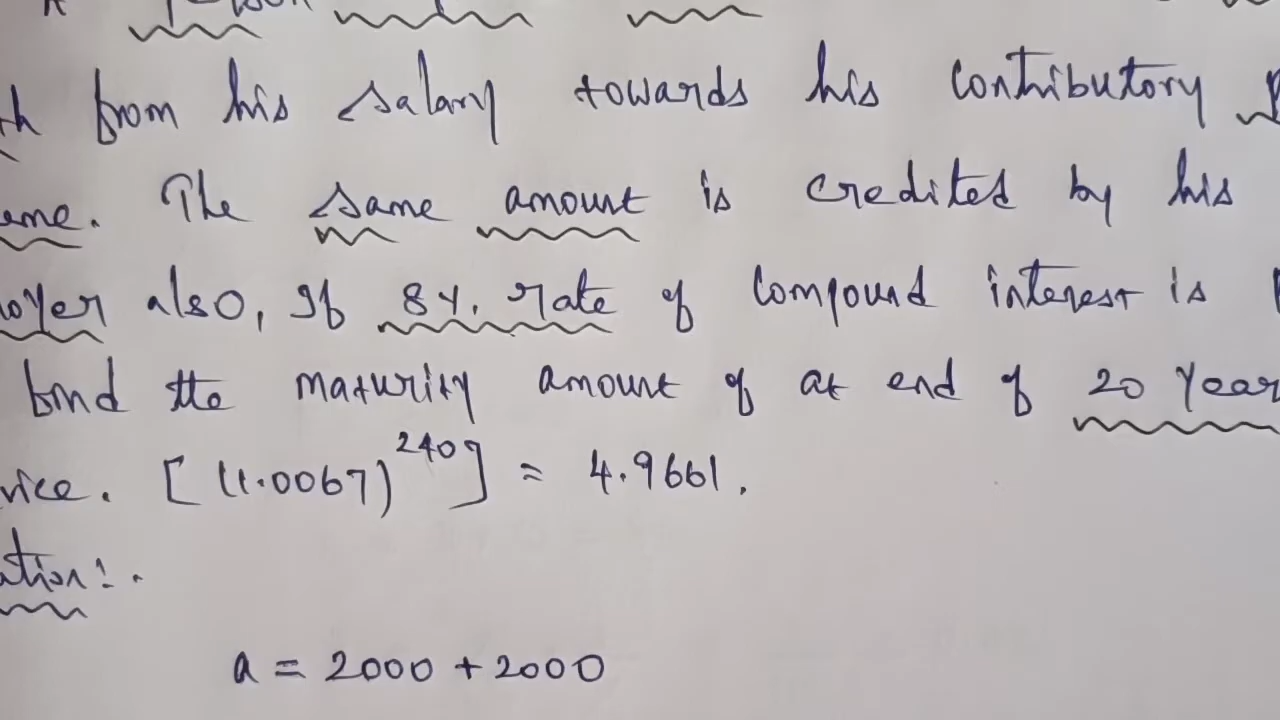 th from his salary towards his contributory
eme. The same amount is credited by his
oyer also, If 8%. rate of compound interest is
find the maturity amount of at end of 20 year
vice. [(1.0067)^240] = 4.9661.
ation:.
a = 2000 + 2000